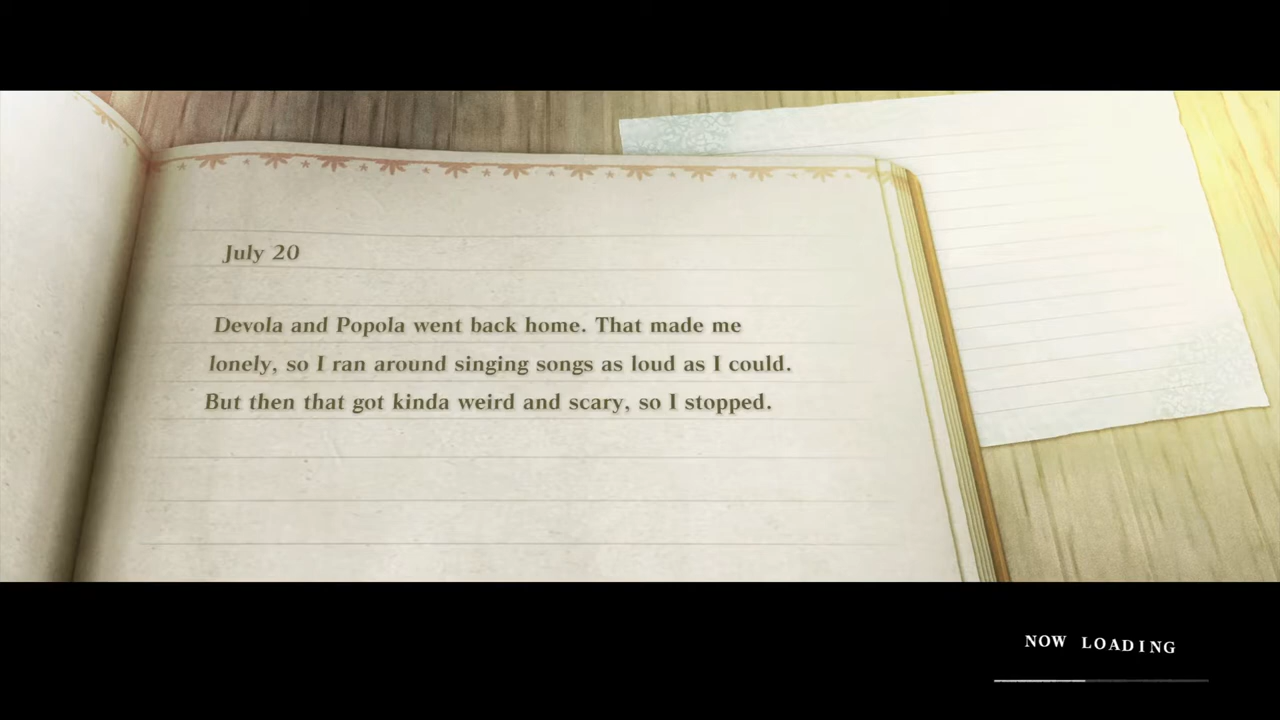 July 20
Devola and Popola went back home. That made me
lonely, so I ran around singing songs as loud as I could.
But then that got kinda weird and scary, so I stopped.
NOW LOADING